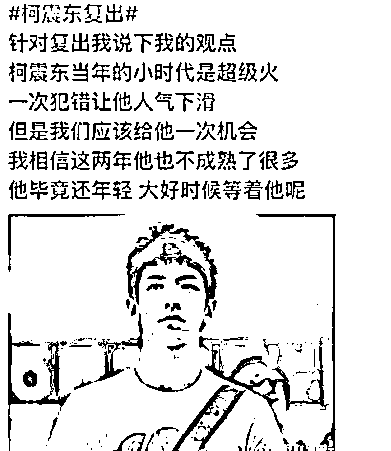 #柯震东复出#
针对复出我说下我的观点
柯震东当年的小时代是超级火
一次犯错让他人气下滑
但是我们应该给他一次机会
我相信这两年他也不成熟了很多
他毕竟还年轻 大好时候等着他呢